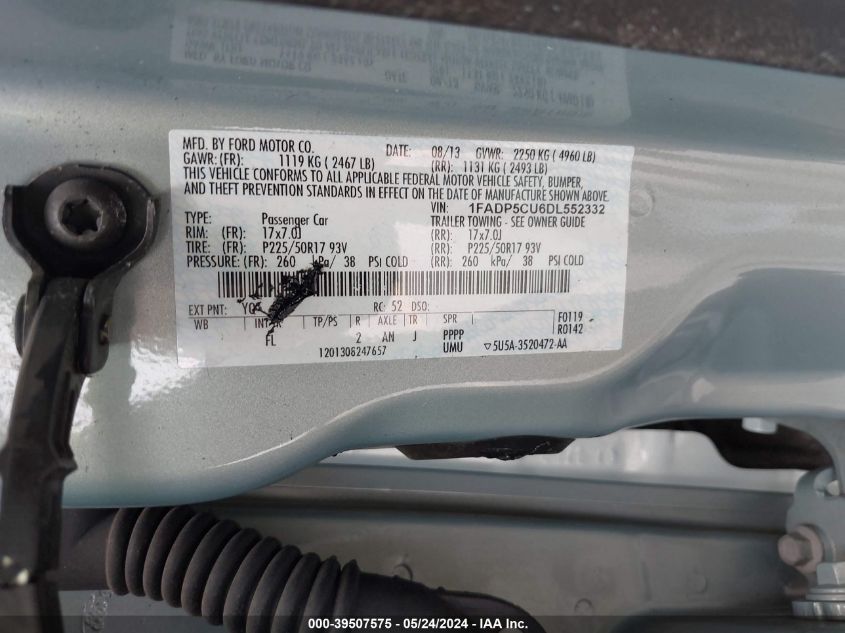 MFD. BY FORD MOTOR CO. DATE: 08/13 GVWR: 2250 KG ( 4960 LB)
GAWR: (FR): 1119 KG ( 2467 LB) (RR): 1131 KG ( 2493 LB)
THIS VEHICLE CONFORMS TO ALL APPLICABLE FEDERAL MOTOR VEHICLE SAFETY, BUMPER,
AND THEFT PREVENTION STANDARDS IN EFFECT ON THE DATE OF MANUFACTURE SHOWN ABOVE.
VIN: 1FADP5CU6DL552332
TYPE: Passenger Car TRAILER TOWING - SEE OWNER GUIDE
RIM: (FR): 17x7.0J (RR): 17x7.0J
TIRE: (FR): P225/50R17 93V (RR): P225/50R17 93V
PRESSURE: (FR): 260 kPa/ 38 PSI COLD (RR): 260 kPa/ 38 PSI COLD
EXT PNT: RC: 52 DSO:
WB TP/PS R AXLE TR SPR F0119
FL 2 AN J PPPP R0142
1201308247657 UMU ▽5U5A-3520472-AA
000-39507575 - 05/24/2024 - IAA Inc.